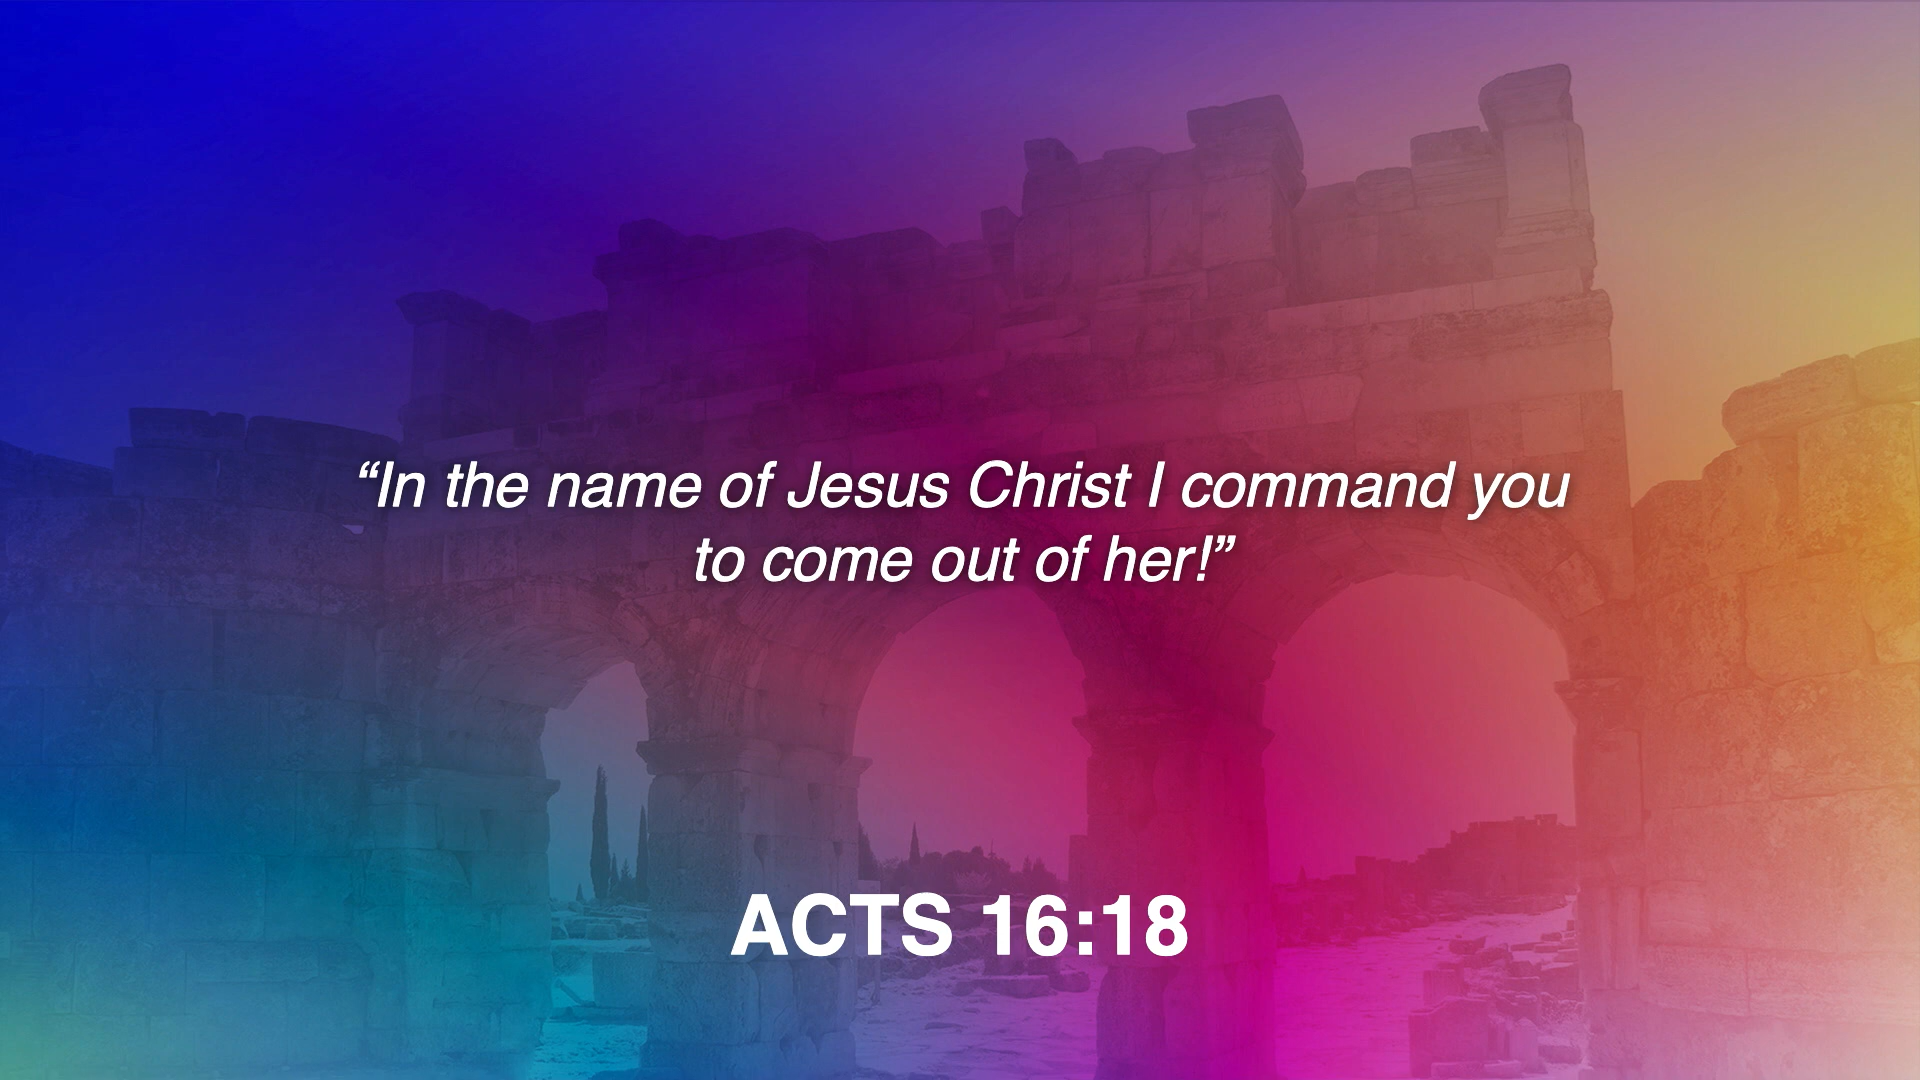 “In the name of Jesus Christ I command you
to come out of her!”
ACTS 16:18